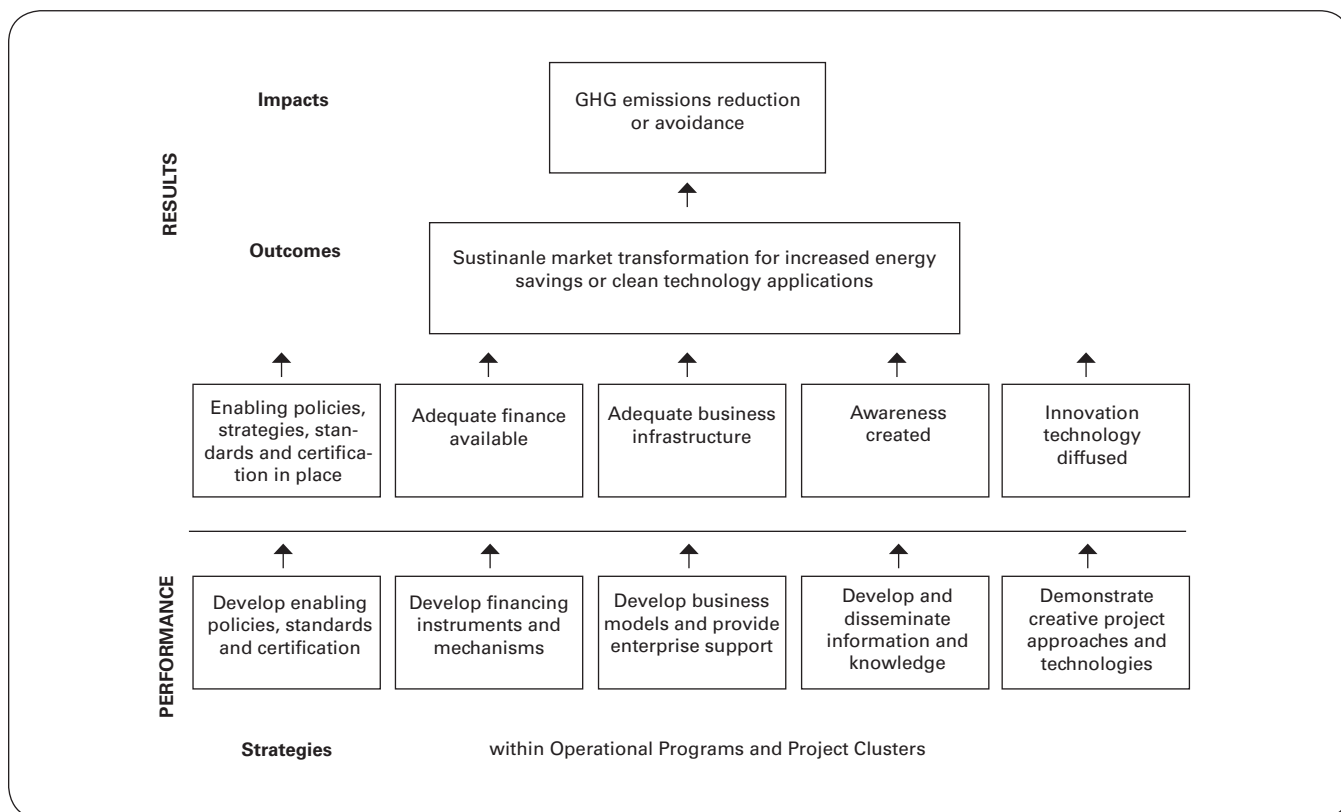 Impacts
GHG emissions reduction
or avoidance
RESULTS
Outcomes
Sustinanle market transformation for increased energy
savings or clean technology applications
Enabling policies,
strategies, stan-
dards and certifica-
tion in place
Adequate finance
available
Adequate business
infrastructure
Awareness
created
Innovation
technology
diffused
PERFORMANCE
Develop enabling
policies, standards
and certification
Develop financing
instruments and
mechanisms
Develop business
models and provide
enterprise support
Develop and
disseminate
information and
knowledge
Demonstrate
creative project
approaches and
technologies
Strategies
within Operational Programs and Project Clusters